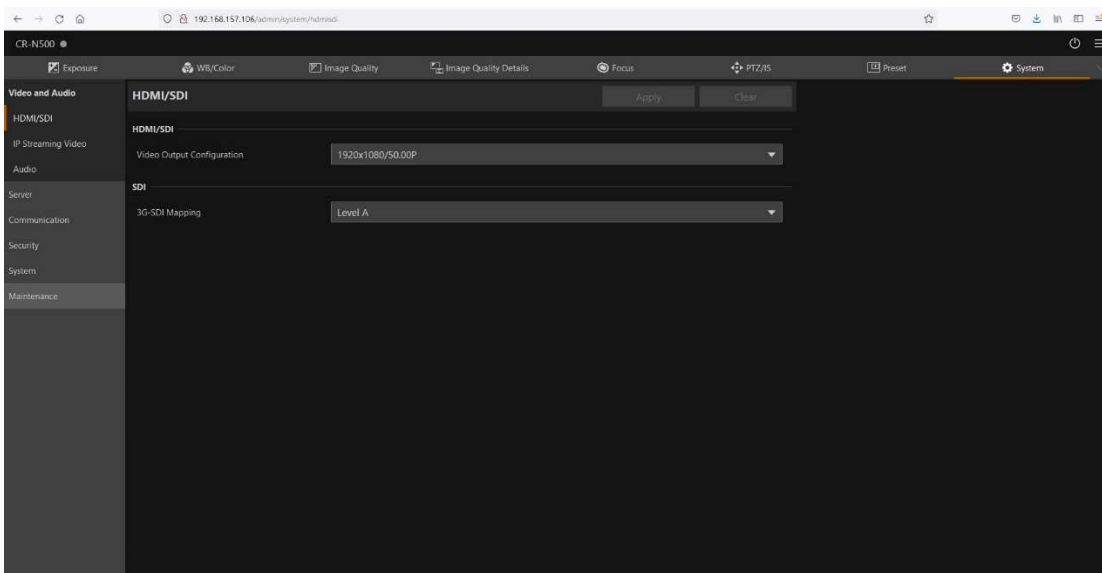 192.168.157.106/admin/system/hdmisdi
CR-N500
Exposure WB/Color Image Quality Image Quality Details Focus PTZ/IS Preset System
Video and Audio
HDMI/SDI
IP Streaming Video
Audio
Server
Communication
Security
System
Maintenance
HDMI/SDI Apply Clear
HDMI/SDI
Video Output Configuration 1920x1080/50.00P
SDI
3G-SDI Mapping Level A